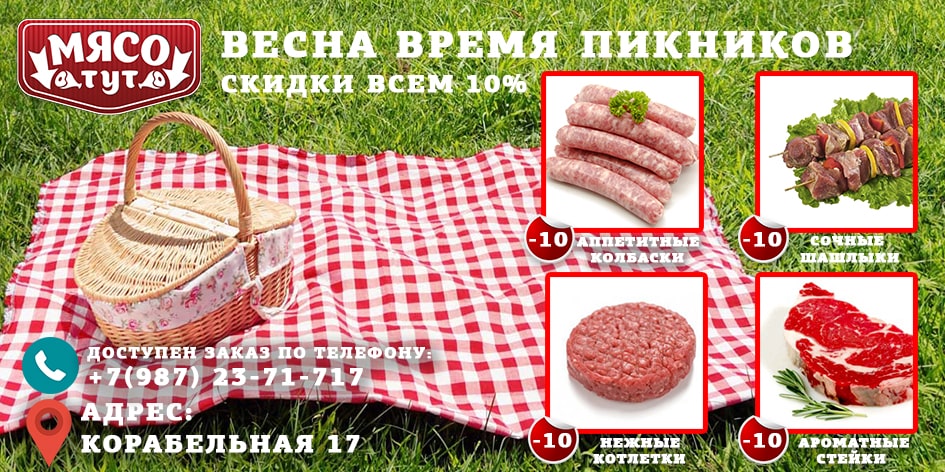 МЯСО
ТУТ
ВЕСНА ВРЕМЯ ПИКНИКОВ
СКИДКИ ВСЕМ 10%
-10 АППЕТИТНЫЕ
КОЛБАСКИ
-10 СОЧНЫЕ
ШАШЛЫКИ
-10 НЕЖНЫЕ
КОТЛЕТКИ
-10 АРОМАТНЫЕ
СТЕЙКИ
ДОСТУПЕН ЗАКАЗ ПО ТЕЛЕФОНУ:
+7(987) 23-71-717
АДРЕС:
КОРАБЕЛЬНАЯ 17